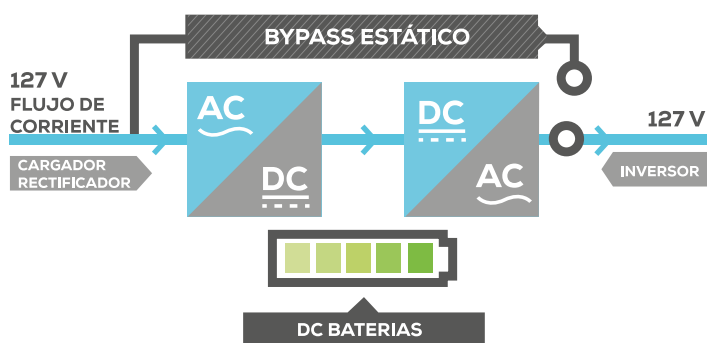 BYPASS ESTÁTICO
127 V
FLUJO DE
CORRIENTE
CARGADOR
RECTIFICADOR
AC
DC
DC
AC
127 V
INVERSOR
DC BATERIAS